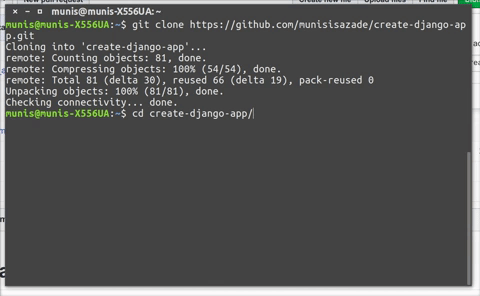 New pull request
Create new file
Upload files
Find file
munis@munis-X556UA:~
munis@munis-X556UA:~$ git clone https://github.com/munisisazade/create-django-ap
p.git
Cloning into 'create-django-app'...
remote: Counting objects: 81, done.
remote: Compressing objects: 100% (54/54), done.
remote: Total 81 (delta 30), reused 66 (delta 19), pack-reused 0
Unpacking objects: 100% (81/81), done.
Checking connectivity... done.
munis@munis-X556UA:~$ cd create-django-app/